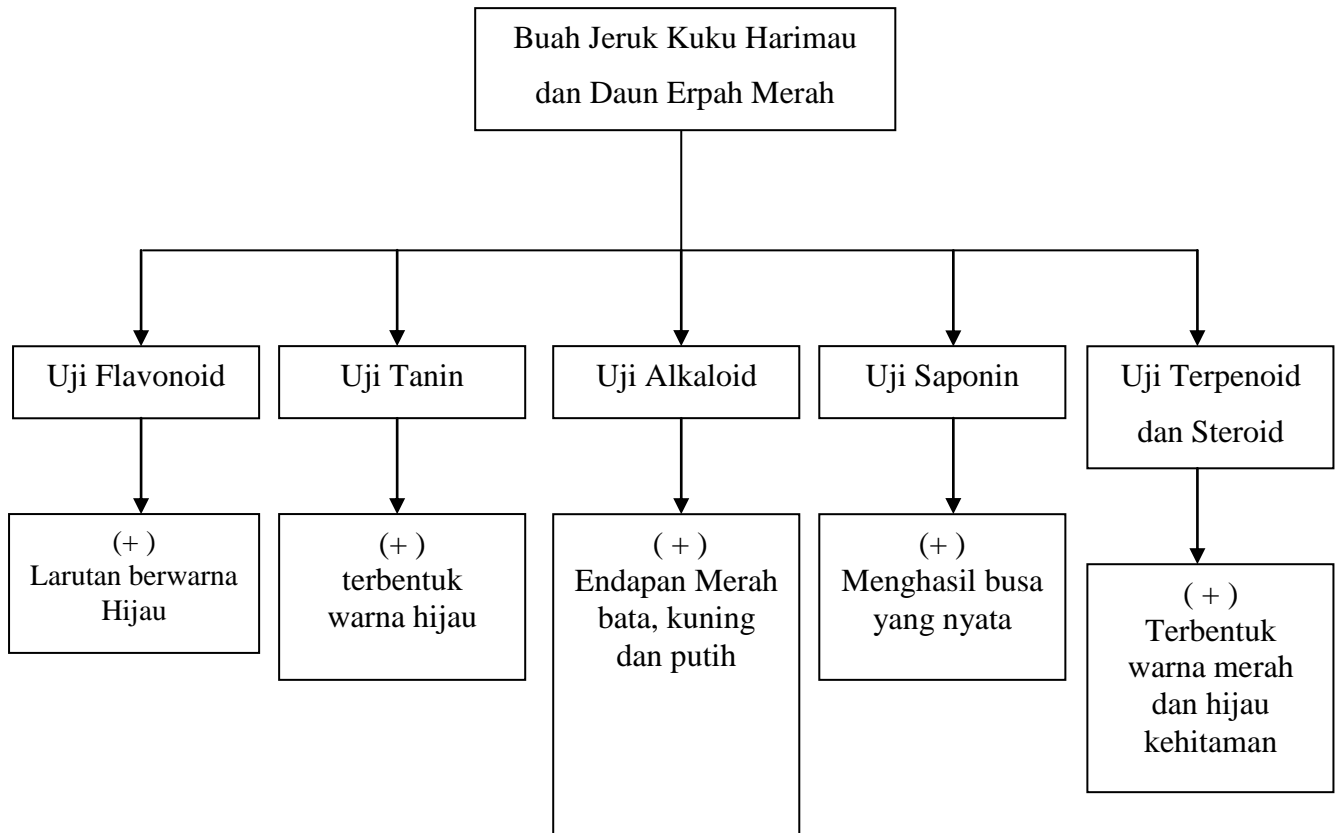 Buah Jeruk Kuku Harimau
dan Daun Erpah Merah
Uji Flavonoid
Uji Tanin
Uji Alkaloid
Uji Saponin
Uji Terpenoid
dan Steroid
(+ )
Larutan berwarna
Hijau
(+ )
terbentuk
warna hijau
( + )
Endapan Merah
bata, kuning
dan putih
(+ )
Menghasil busa
yang nyata
( + )
Terbentuk
warna merah
dan hijau
kehitaman